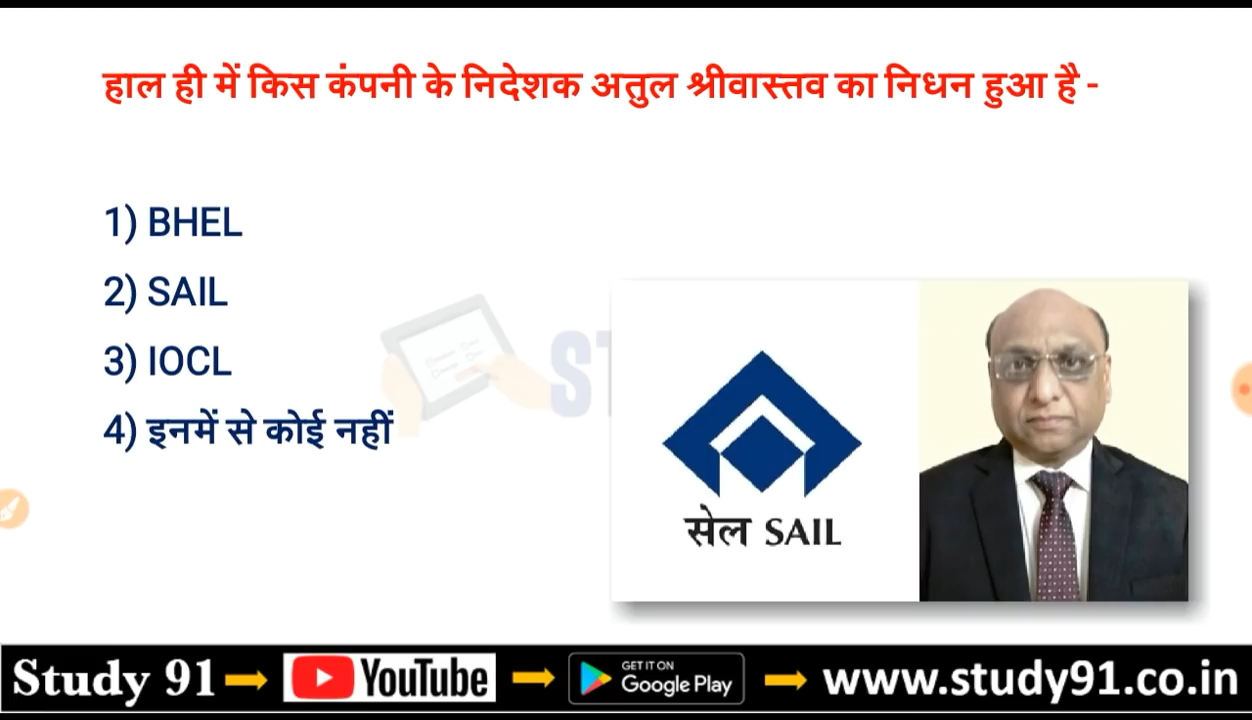 हाल ही में किस कंपनी के निदेशक अतुल श्रीवास्तव का निधन हुआ है -
1) BHEL
2) SAIL
3) IOCL
4) इनमें से कोई नहीं
ST
सेल SAIL
Study 91 YouTube GET IT ON Google Play www.study91.co.in